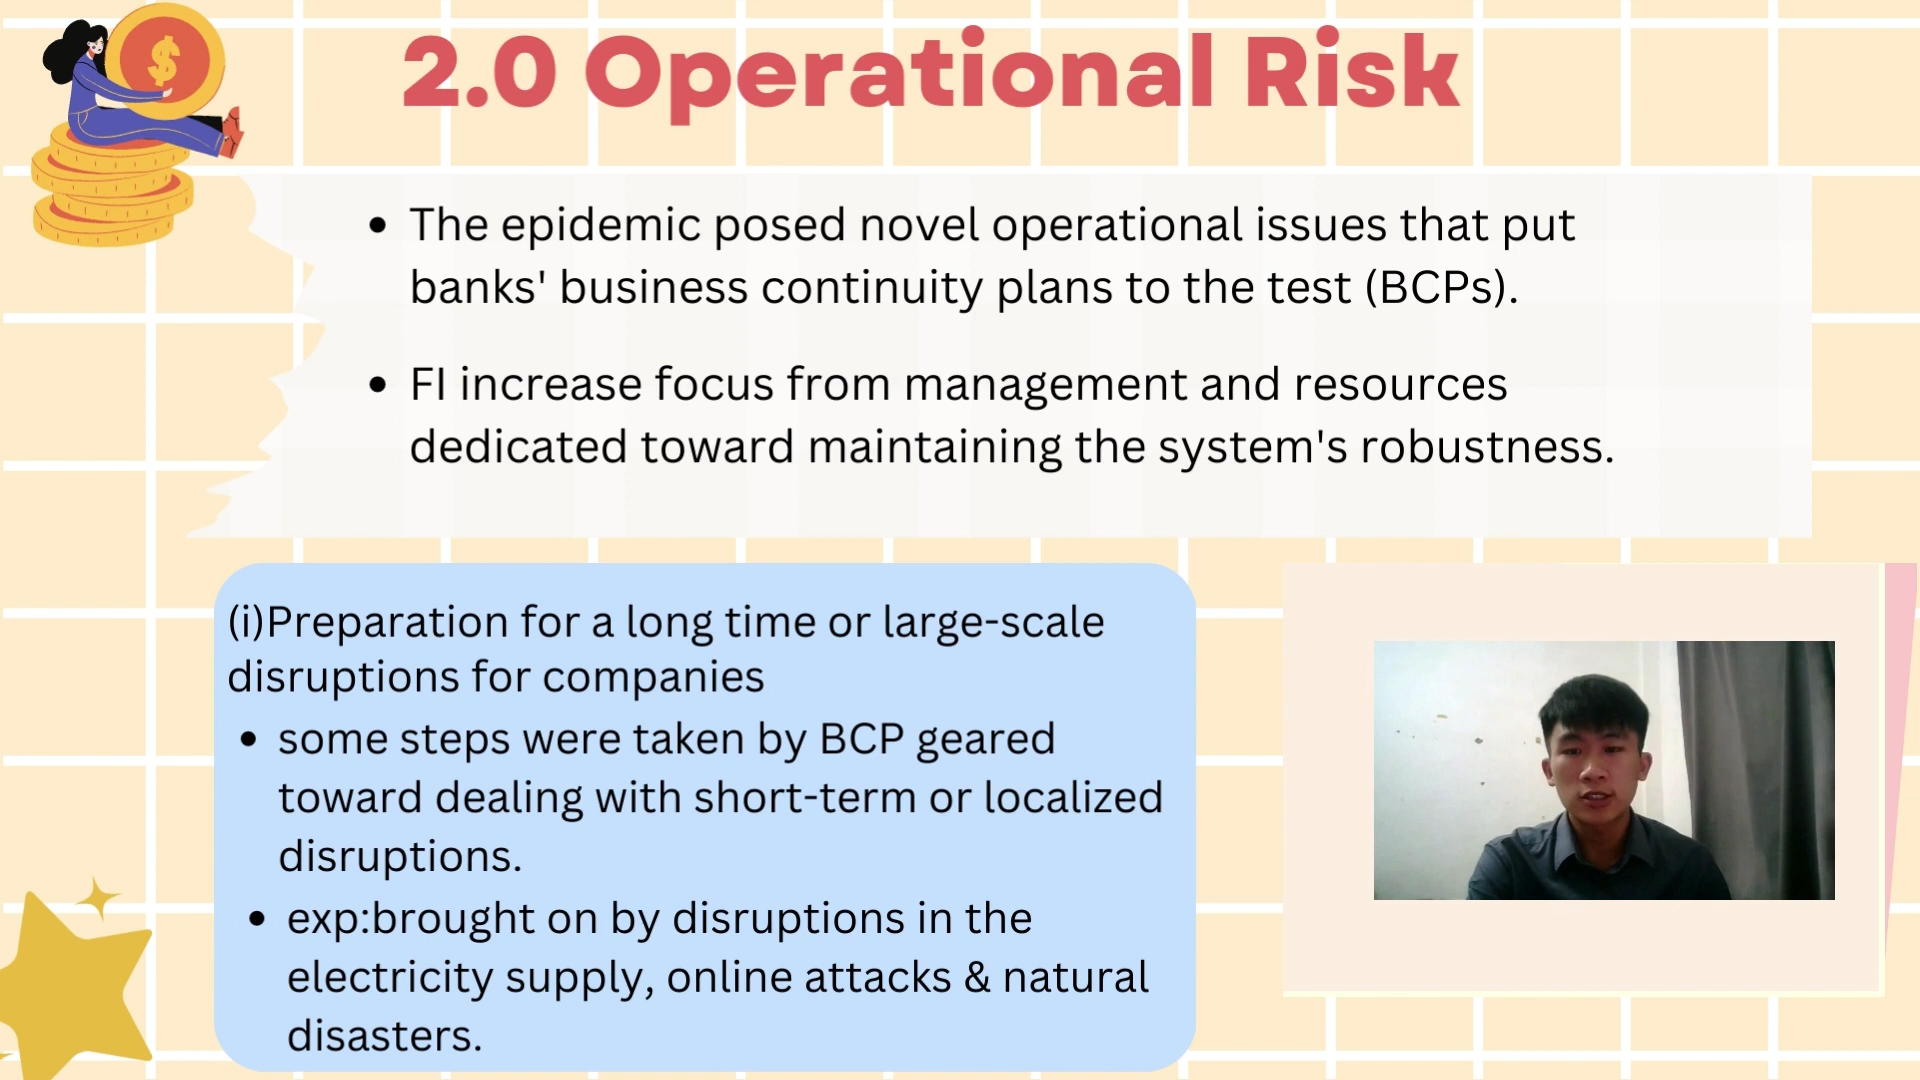 2.0 Operational Risk
• The epidemic posed novel operational issues that put
banks' business continuity plans to the test (BCPs).
• FI increase focus from management and resources
dedicated toward maintaining the system's robustness.
(i)Preparation for a long time or large-scale
disruptions for companies
• some steps were taken by BCP geared
toward dealing with short-term or localized
disruptions.
• exp:brought on by disruptions in the
electricity supply, online attacks & natural
disasters.